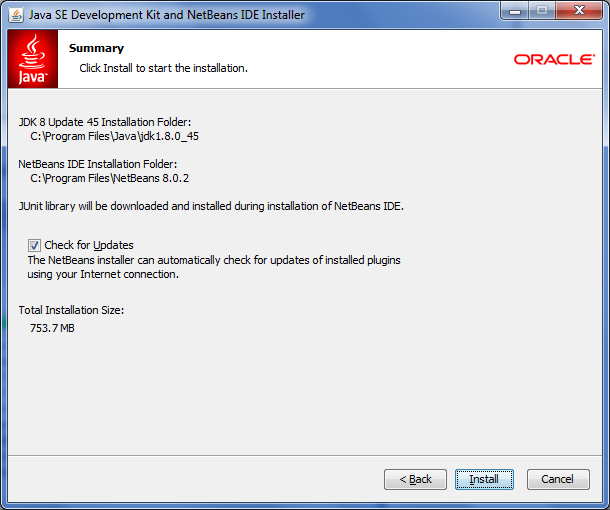 Java SE Development Kit and NetBeans IDE Installer
Java
Summary
Click Install to start the installation.
ORACLE
JDK 8 Update 45 Installation Folder:
C:\Program Files\Java\jdk1.8.0_45
NetBeans IDE Installation Folder:
C:\Program Files\NetBeans 8.0.2
JUnit library will be downloaded and installed during installation of NetBeans IDE.
Check for Updates
The NetBeans installer can automatically check for updates of installed plugins
using your Internet connection.
Total Installation Size:
753.7 MB
< Back
Install
Cancel